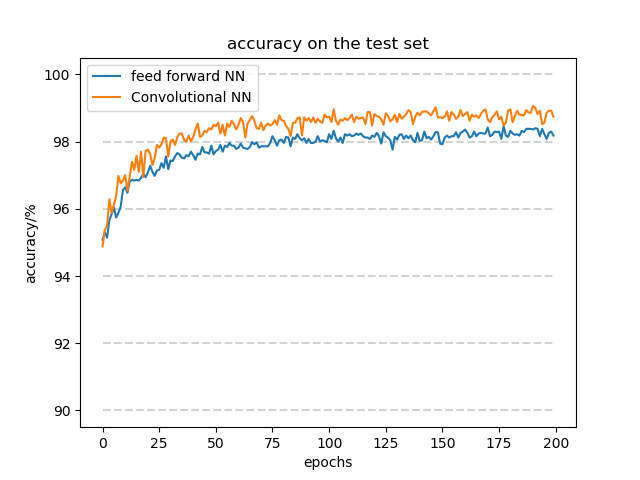 accuracy on the test set
feed forward NN
Convolutional NN
100
98
96
94
92
90
accuracy/%
0 25 50 75 100 125 150 175 200
epochs